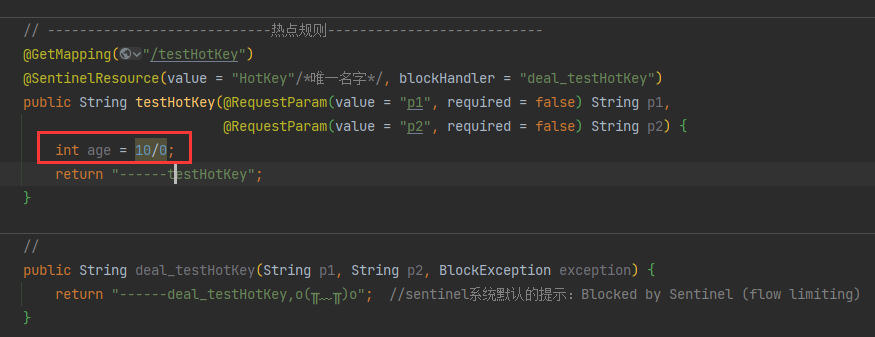 // ----------------------------热点规则---------------------------
@GetMapping("/testHotKey")
@SentinelResource(value = "HotKey"/*唯一名字*/, blockHandler = "deal_testHotKey")
public String testHotKey(@RequestParam(value = "p1", required = false) String p1,
@RequestParam(value = "p2", required = false) String p2) {
int age = 10/0;
return "------testHotKey";
}
//
public String deal_testHotKey(String p1, String p2, BlockException exception) {
return "------deal_testHotKey,o(╥﹏╥)o";  //sentinel系统默认的提示：Blocked by Sentinel (flow limiting)
}